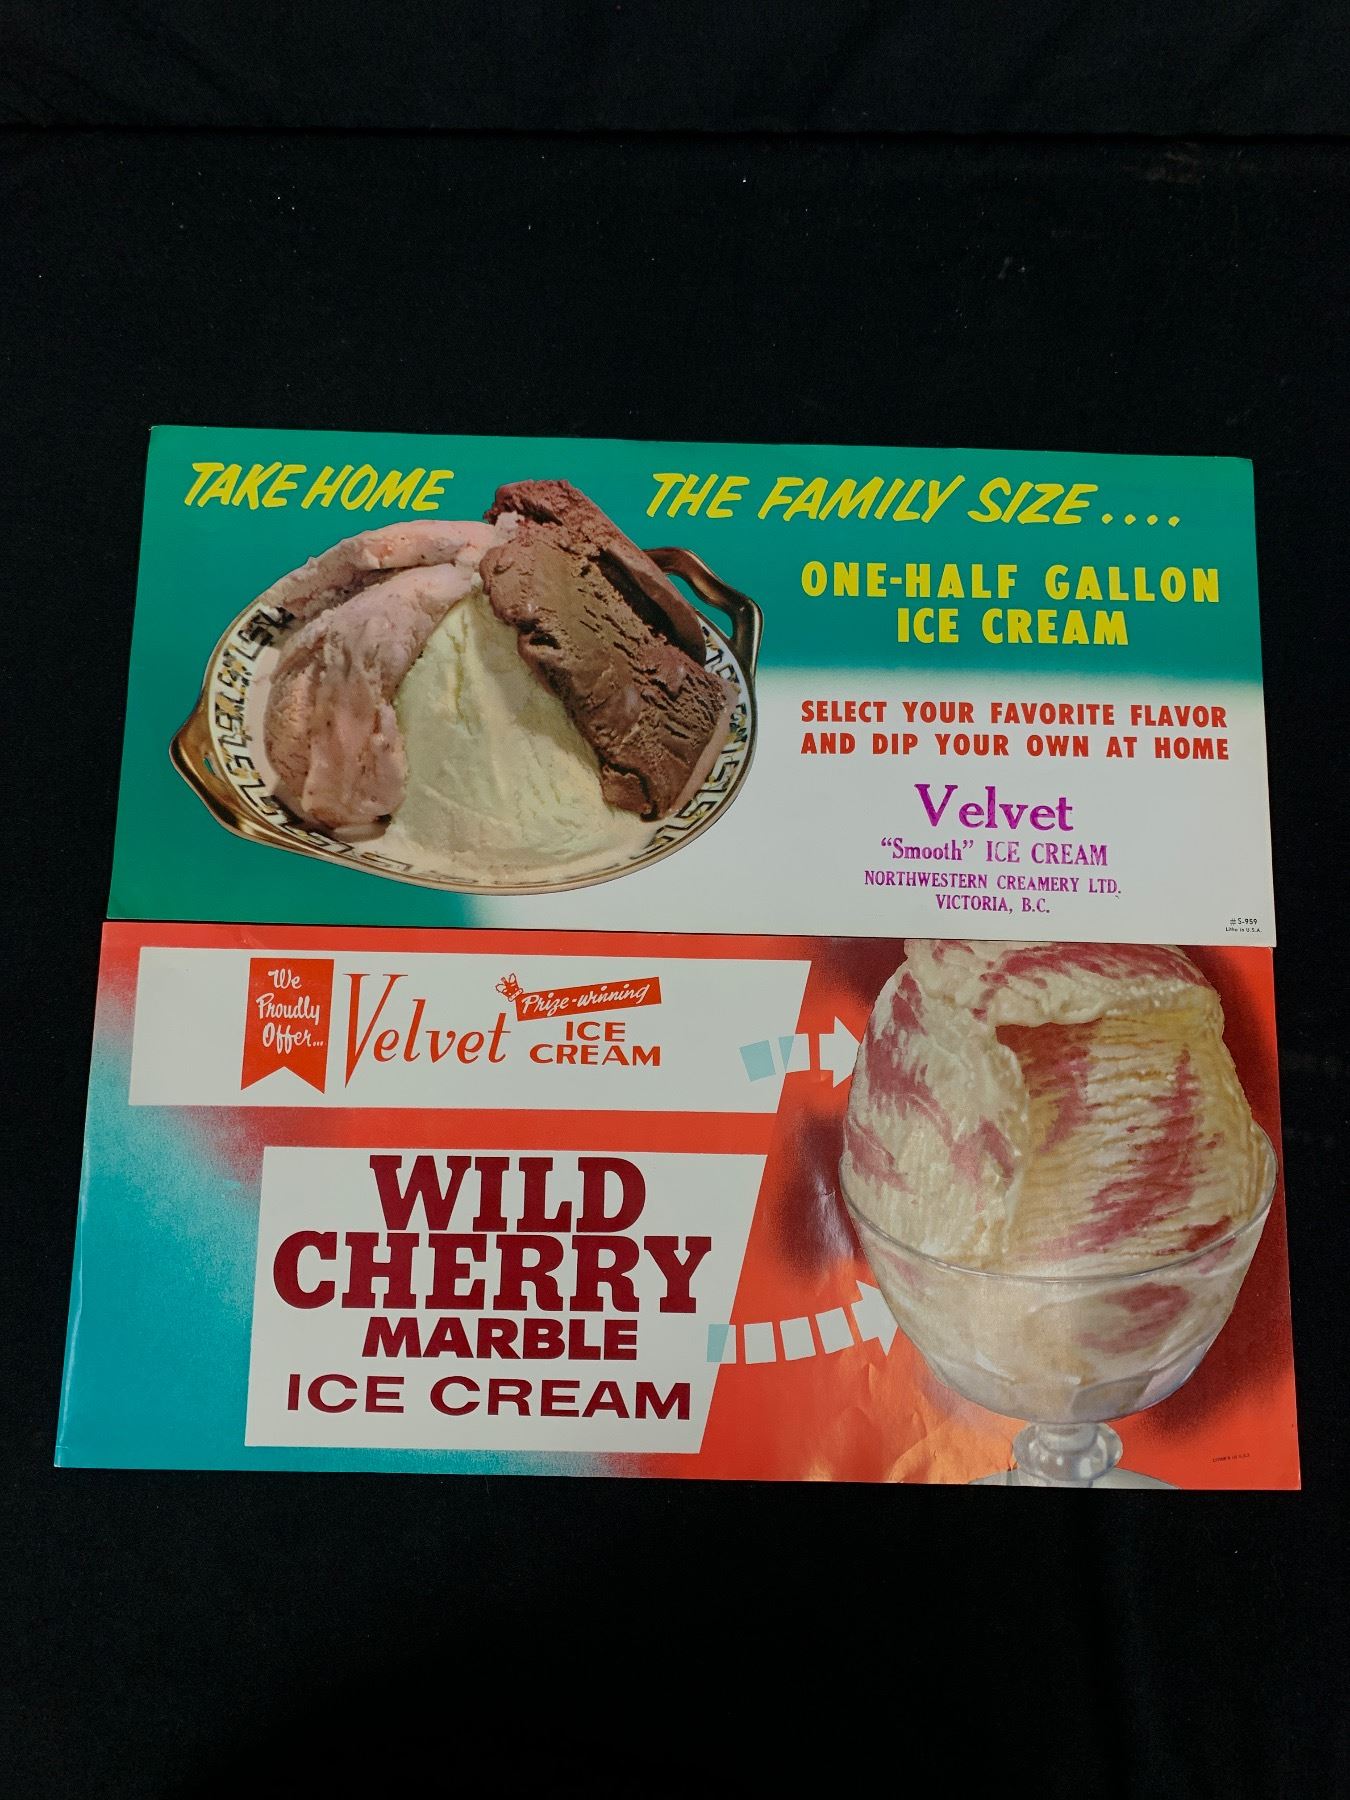 TAKE HOME THE FAMILY SIZE....
ONE-HALF GALLON
ICE CREAM
SELECT YOUR FAVORITE FLAVOR
AND DIP YOUR OWN AT HOME
Velvet
"Smooth" ICE CREAM
NORTHWESTERN CREAMERY LTD.
VICTORIA, B.C.
#S-959
Litho in U.S.A.
We
Proudly
Offer...
Velvet
Prize-winning
ICE
CREAM
WILD
CHERRY
MARBLE
ICE CREAM